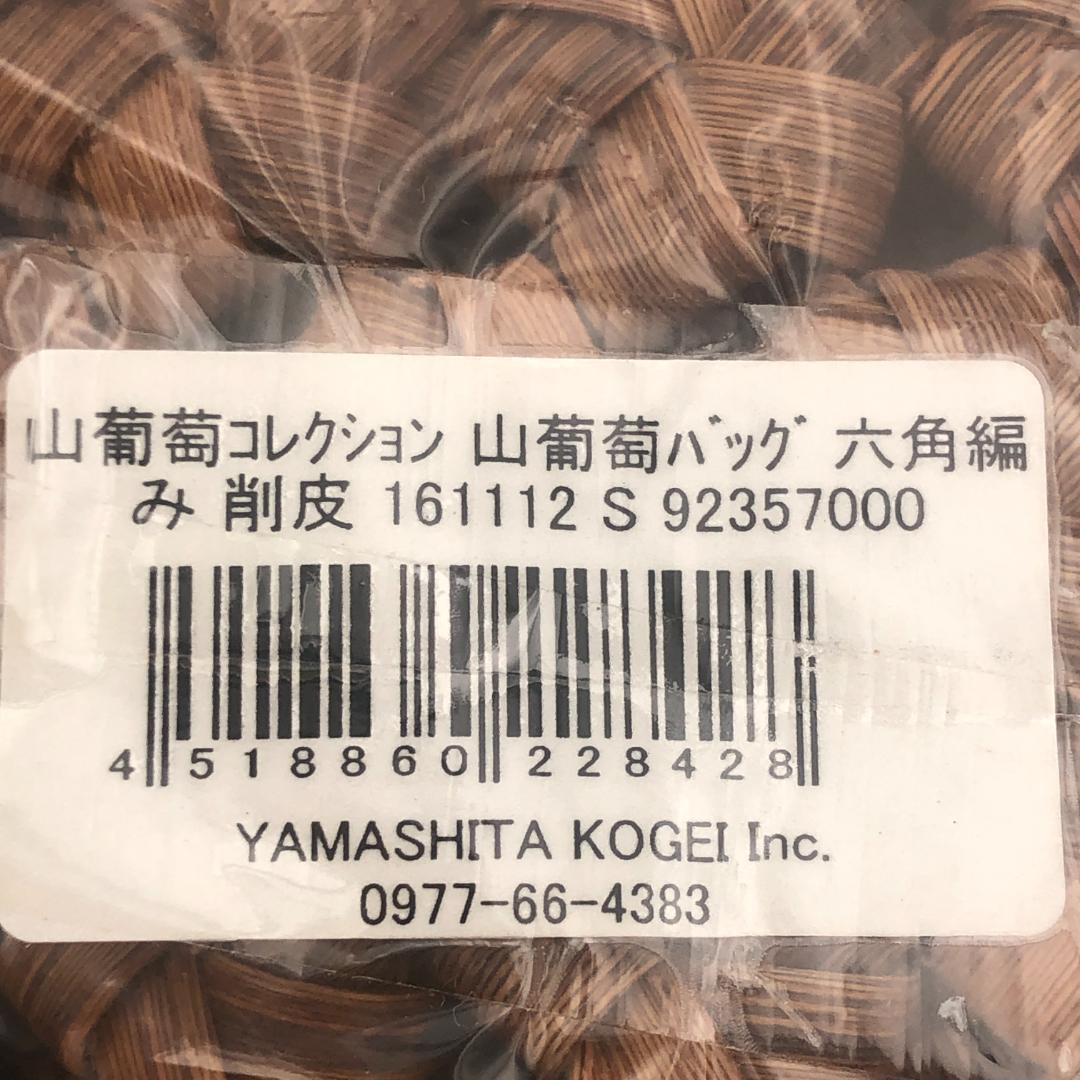 山葡萄ｺﾚｸｼｮﾝ 山葡萄ﾊﾞｯｸﾞ 六角編
み 削皮 161112 S 92357000
4 518860 228428
YAMASHITA KOGEI Inc.
0977-66-4383